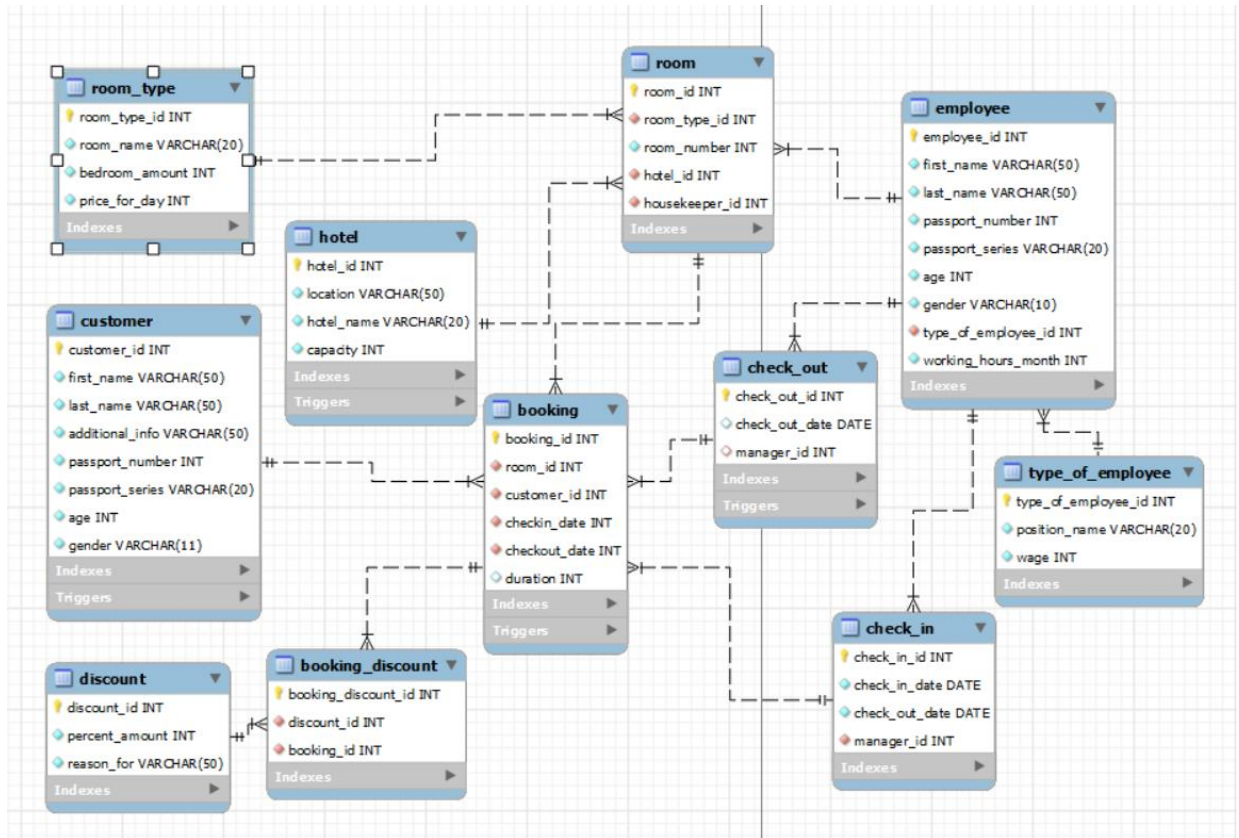 room_type
room_type_id INT
room_name VARCHAR(20)
bedroom_amount INT
price_for_day INT
Indexes
room
room_id INT
room_type_id INT
room_number INT
hotel_id INT
housekeeper_id INT
Indexes
employee
employee_id INT
first_name VARCHAR(50)
last_name VARCHAR(50)
passport_number INT
passport_series VARCHAR(20)
age INT
gender VARCHAR(10)
type_of_employee_id INT
working_hours_month INT
Indexes
hotel
hotel_id INT
location VARCHAR(50)
hotel_name VARCHAR(20)
capacity INT
Indexes
Triggers
customer
customer_id INT
first_name VARCHAR(50)
last_name VARCHAR(50)
additional_info VARCHAR(50)
passport_number INT
passport_series VARCHAR(20)
age INT
gender VARCHAR(11)
Indexes
Triggers
booking
booking_id INT
room_id INT
customer_id INT
checkin_date INT
checkout_date INT
duration INT
Indexes
Triggers
check_out
check_out_id INT
check_out_date DATE
manager_id INT
Indexes
Triggers
type_of_employee
type_of_employee_id INT
position_name VARCHAR(20)
wage INT
Indexes
check_in
check_in_id INT
check_in_date DATE
check_out_date DATE
manager_id INT
Indexes
discount
discount_id INT
percent_amount INT
reason_for VARCHAR(50)
Indexes
booking_discount
booking_discount_id INT
discount_id INT
booking_id INT
Indexes